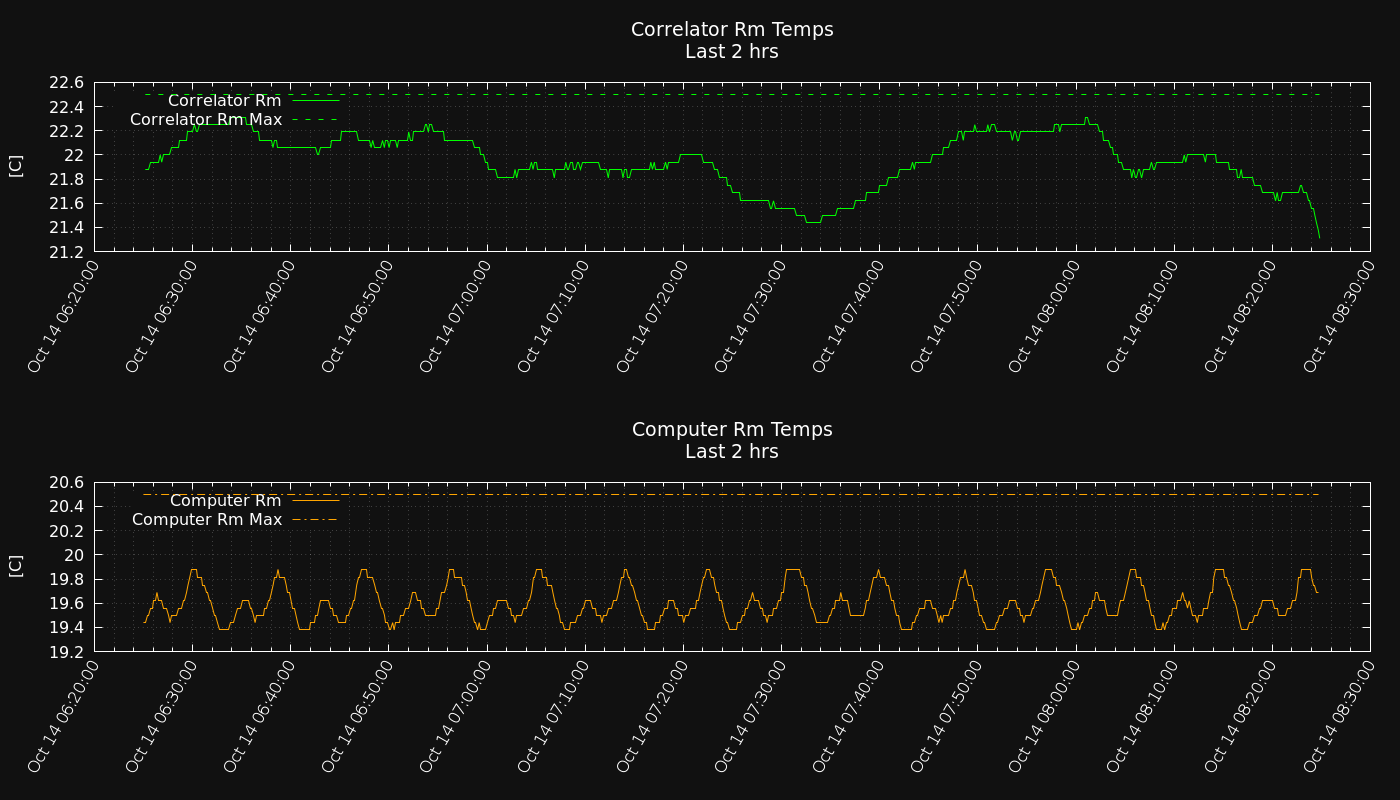 Correlator Rm Temps
Last 2 hrs
22.6
22.4
22.2
22
21.8
21.6
21.4
21.2
[C]
Correlator Rm
Correlator Rm Max
Oct 14 06:20:00
Oct 14 06:30:00
Oct 14 06:40:00
Oct 14 06:50:00
Oct 14 07:00:00
Oct 14 07:10:00
Oct 14 07:20:00
Oct 14 07:30:00
Oct 14 07:40:00
Oct 14 07:50:00
Oct 14 08:00:00
Oct 14 08:10:00
Oct 14 08:20:00
Oct 14 08:30:00
Computer Rm Temps
Last 2 hrs
20.6
20.4
20.2
20
19.8
19.6
19.4
19.2
[C]
Computer Rm
Computer Rm Max
Oct 14 06:20:00
Oct 14 06:30:00
Oct 14 06:40:00
Oct 14 06:50:00
Oct 14 07:00:00
Oct 14 07:10:00
Oct 14 07:20:00
Oct 14 07:30:00
Oct 14 07:40:00
Oct 14 07:50:00
Oct 14 08:00:00
Oct 14 08:10:00
Oct 14 08:20:00
Oct 14 08:30:00